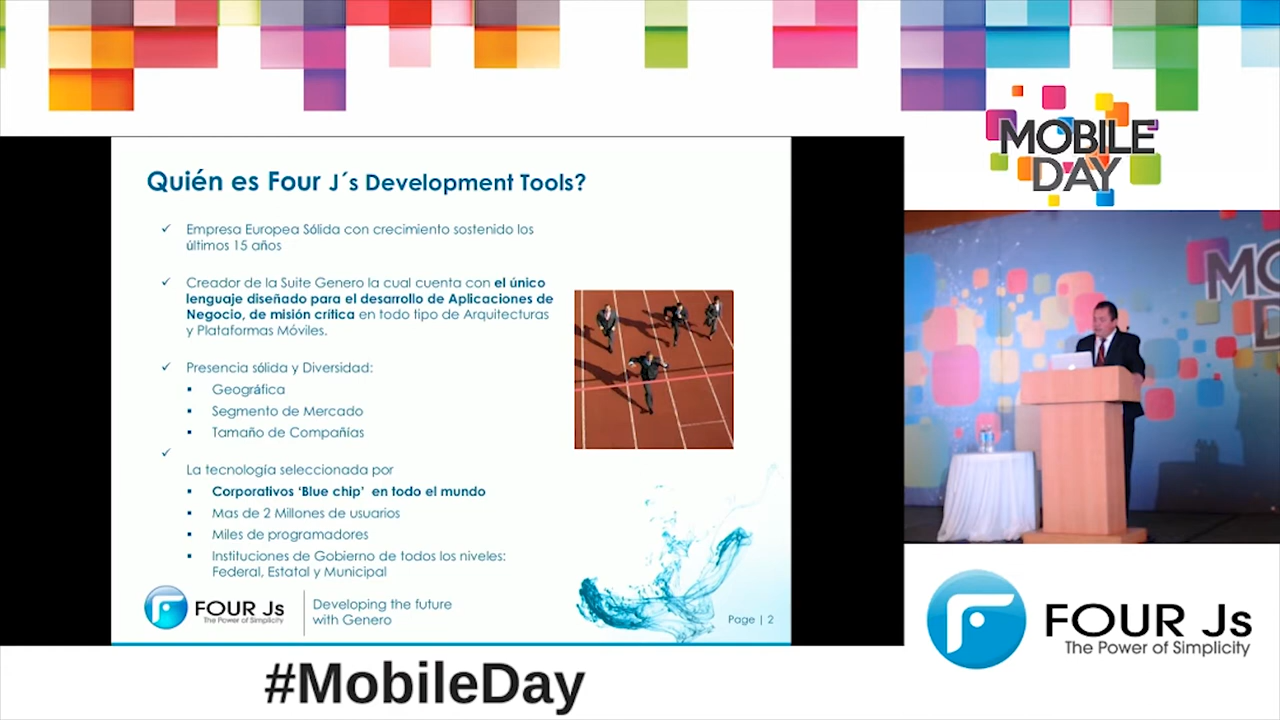 MOBILE
DAY
Quién es Four J´s Development Tools?
✓ Empresa Europea Sólida con crecimiento sostenido los
últimos 15 años
✓ Creador de la Suite Genero la cual cuenta con el único
lenguaje diseñado para el desarrollo de Aplicaciones de
Negocio, de misión crítica en todo tipo de Arquitecturas
y Plataformas Móviles.
✓ Presencia sólida y Diversidad:
▪ Geográfica
▪ Segmento de Mercado
▪ Tamaño de Compañías
✓
La tecnología seleccionada por
▪ Corporativos ‘Blue chip’ en todo el mundo
▪ Mas de 2 Millones de usuarios
▪ Miles de programadores
▪ Instituciones de Gobierno de todos los niveles:
Federal, Estatal y Municipal
FOUR Js
The Power of Simplicity
Developing the future
with Genero
Page | 2
MO
D
FOUR Js
The Power of Simplicity
#MobileDay